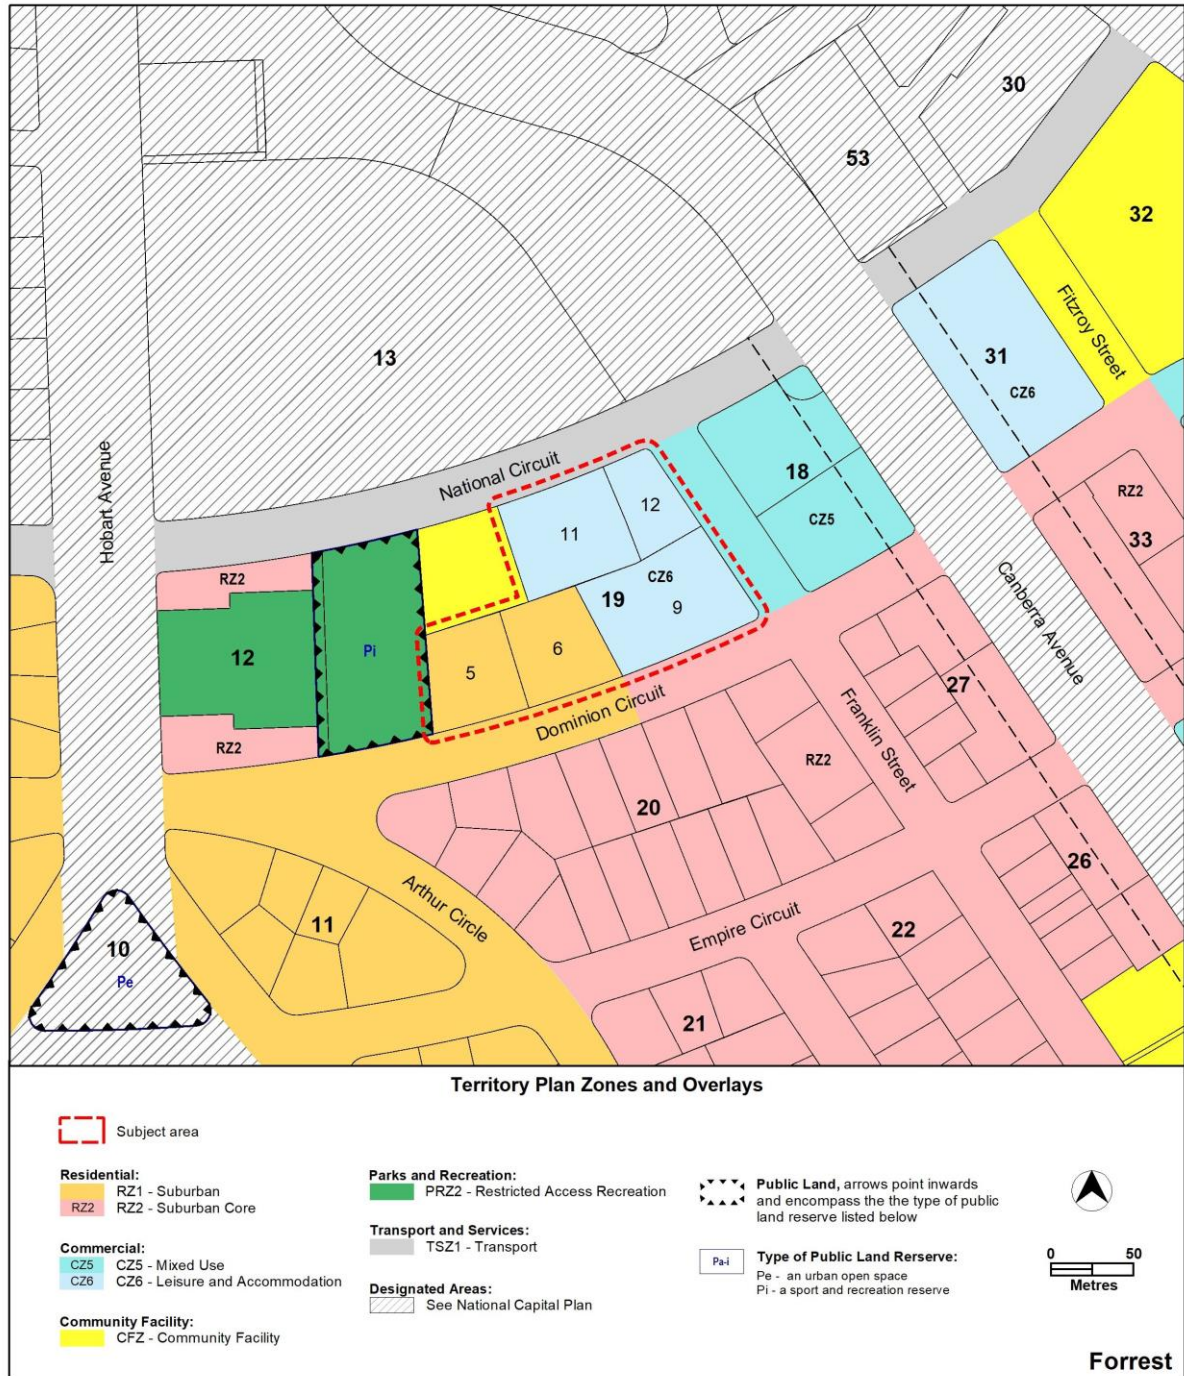 30
53
32
Fitzroy Street
31
CZ6
13
Hobart Avenue
National Circuit
18
CZ5
12
11
RZ2
33
CZ6
RZ2
19
9
Canberra Avenue
12
Pi
6
5
27
RZ2
Dominion Circuit
Franklin Street
RZ2
20
26
Arthur Circle
11
Empire Circuit
22
10
Pe
21
Territory Plan Zones and Overlays
Subject area
Residential:
RZ1 - Suburban
RZ2 RZ2 - Suburban Core
Commercial:
CZ5 CZ5 - Mixed Use
CZ6 CZ6 - Leisure and Accommodation
Community Facility:
CFZ - Community Facility
Parks and Recreation:
PRZ2 - Restricted Access Recreation
Transport and Services:
TSZ1 - Transport
Designated Areas:
See National Capital Plan
Public Land, arrows point inwards
and encompass the the type of public
land reserve listed below
Pa-i Type of Public Land Rerserve:
Pe - an urban open space
Pi - a sport and recreation reserve
0 50
Metres
Forrest